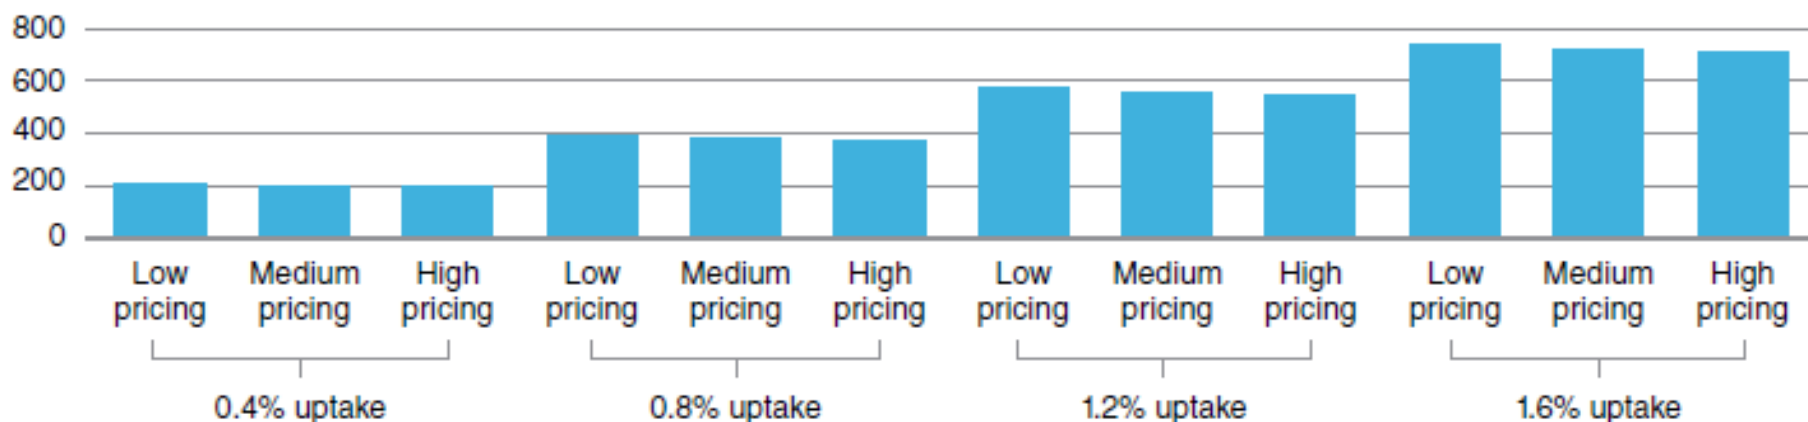 800
600
400
200
0
Low Medium High Low Medium High Low Medium High Low Medium High
pricing pricing pricing pricing pricing pricing pricing pricing pricing pricing pricing pricing
0.4% uptake 0.8% uptake 1.2% uptake 1.6% uptake